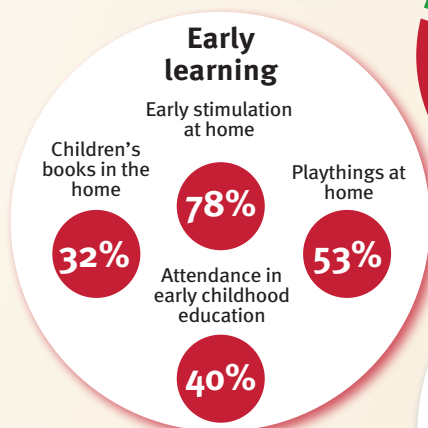 Early
learning
Early stimulation
at home
78%
Children's
books in the
home
32%
Playthings at
home
53%
Attendance in
early childhood
education
40%